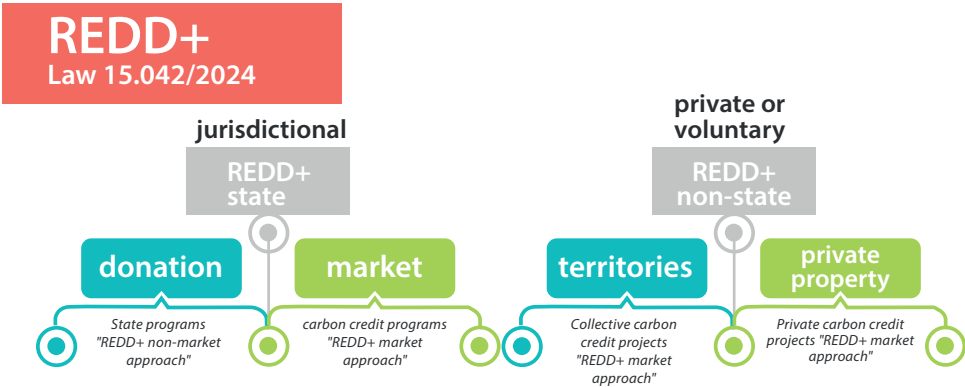 REDD+
Law 15.042/2024
jurisdictional
REDD+
state
donation
market
State programs
"REDD+ non-market
approach"
carbon credit programs
"REDD+ market
approach"
private or
voluntary
REDD+
non-state
territories
private
property
Collective carbon
credit projects
"REDD+ market
approach"
Private carbon credit
projects "REDD+ market
approach"